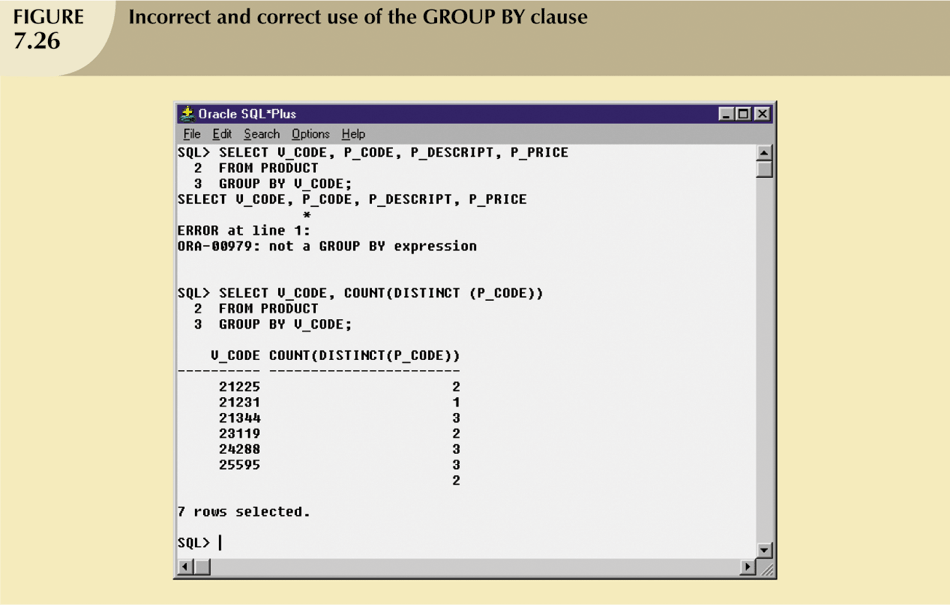 FIGURE
7.26
Incorrect and correct use of the GROUP BY clause
Oracle SQL*Plus
File Edit Search Options Help
SQL> SELECT V_CODE, P_CODE, P_DESCRIPT, P_PRICE
2 FROM PRODUCT
3 GROUP BY V_CODE;
SELECT V_CODE, P_CODE, P_DESCRIPT, P_PRICE
*
ERROR at line 1:
ORA-00979: not a GROUP BY expression
SQL> SELECT V_CODE, COUNT(DISTINCT (P_CODE))
2 FROM PRODUCT
3 GROUP BY V_CODE;
V_CODE COUNT(DISTINCT(P_CODE))
---------- -----------------------
21225 2
21231 1
21344 3
23119 2
24288 3
25595 3
2
7 rows selected.
SQL>